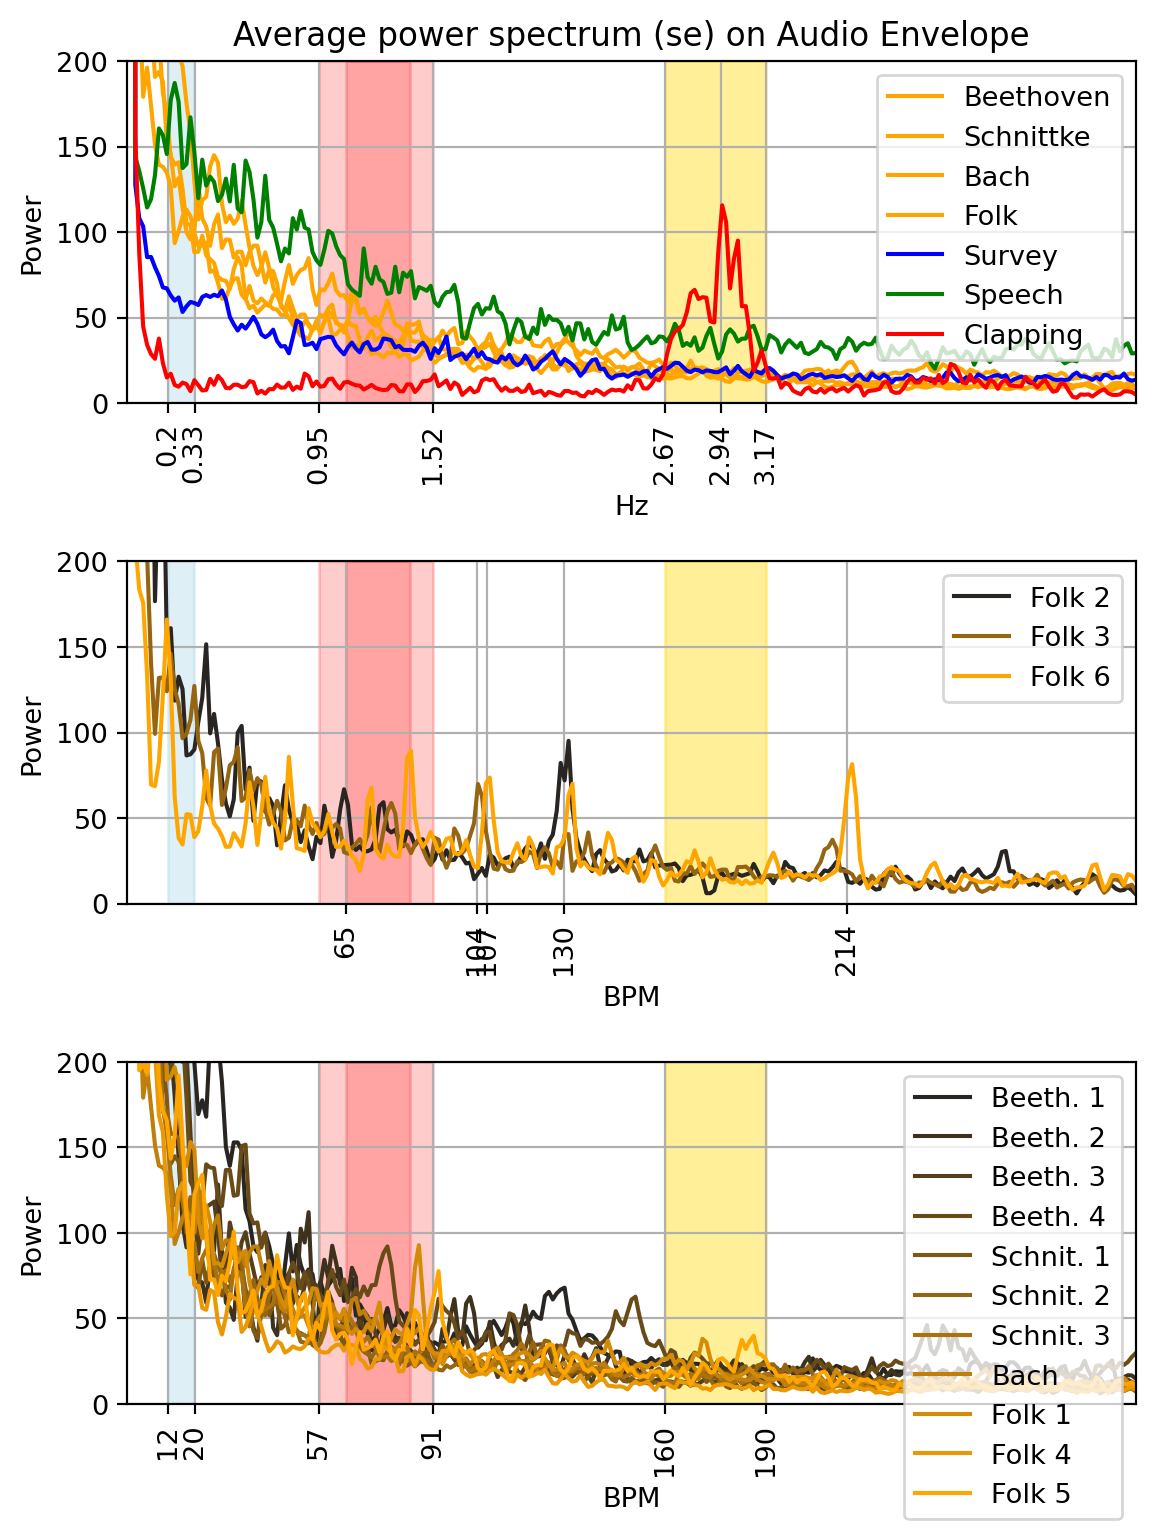 Average power spectrum (se) on Audio Envelope
200
150
100
50
0
Power
Beethoven
Schnittke
Bach
Folk
Survey
Speech
Clapping
0.2
0.33
0.95
1.52
2.67
2.94
3.17
Hz
200
150
100
50
0
Power
Folk 2
Folk 3
Folk 6
65
104
107
130
214
BPM
200
150
100
50
0
Power
Beeth. 1
Beeth. 2
Beeth. 3
Beeth. 4
Schnit. 1
Schnit. 2
Schnit. 3
Bach
Folk 1
Folk 4
Folk 5
12
20
57
91
160
190
BPM